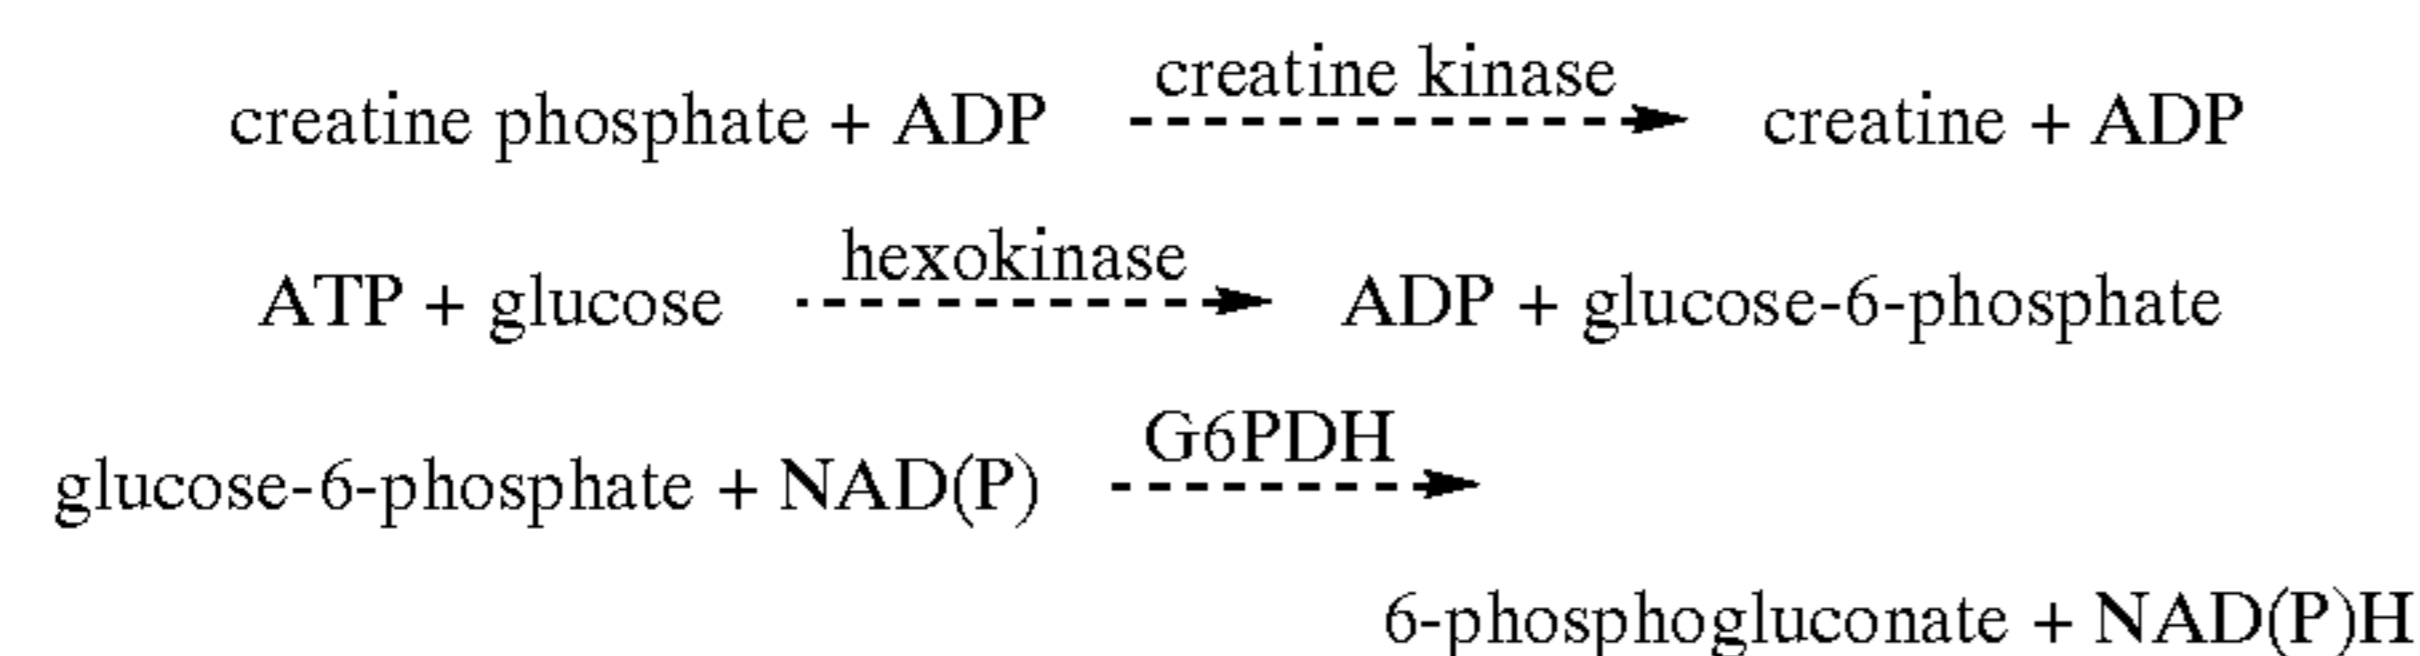 creatine kinase
creatine phosphate + ADP creatine + ADP
hexokinase
ATP + glucose ADP + glucose-6-phosphate
G6PDH
glucose-6-phosphate + NAD(P)
6-phosphogluconate + NAD(P)H